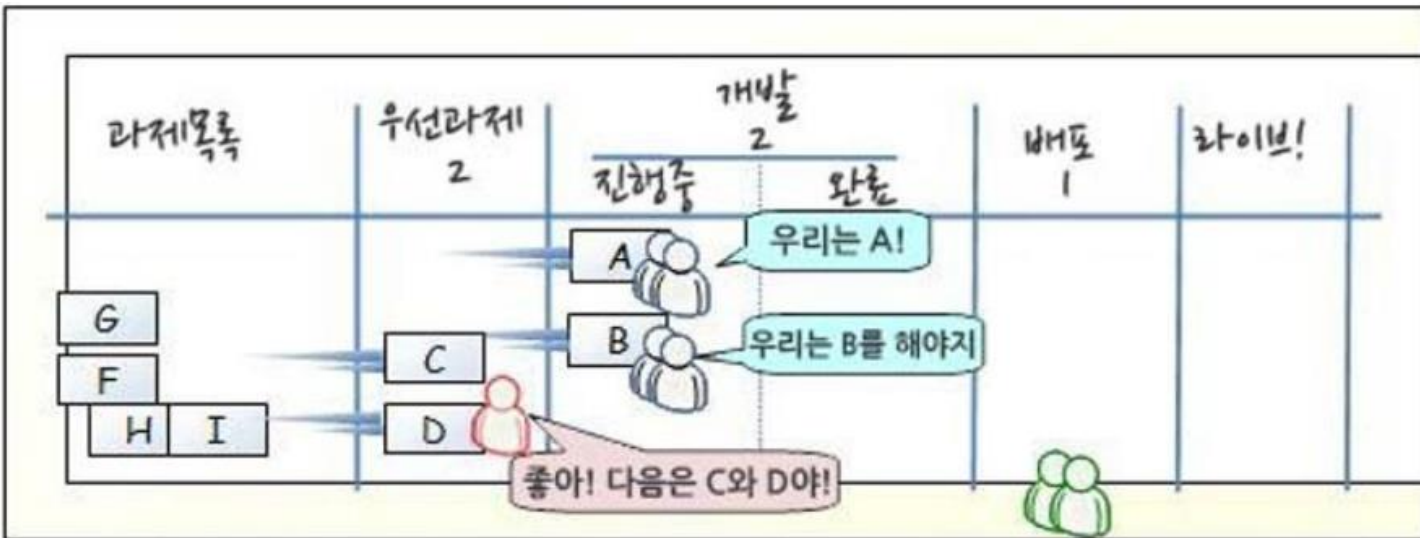 과제목록
우선과제
2
개발
2
진행중
완료
배포
1
라이브!
A
우리는 A!
B
우리는 B를 해야지
G
F
H
I
C
D
좋아! 다음은 C와 D야!